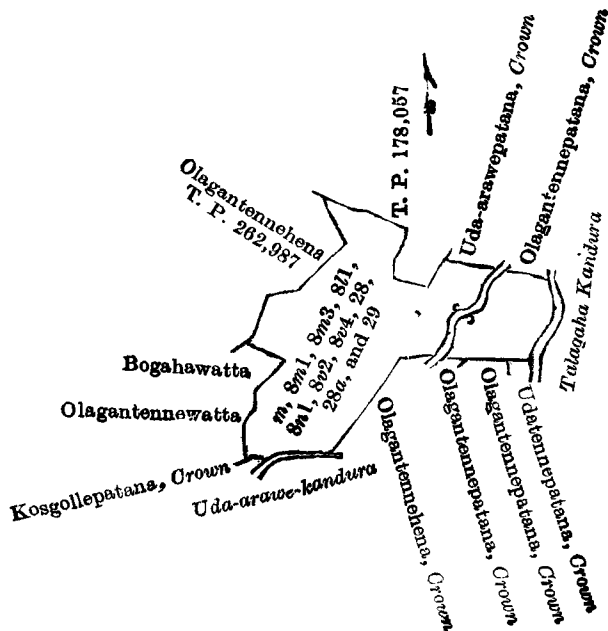 T. P. 178,057
Uda-arawepatana, Crown
Olagantennepatana, Crown
Olagantennehena
T. P. 262,987
Talagaha Kandura
m, 8m1, 8m3, 8l1,
8n1, 8v2, 8v4, 28,
28a, and 29
Bogahawatta
Olagantennewatta
Kosgollepatana, Crown
Uda-arawe-kandura
Olagantennehena, Crown
Olagantennepatana, Crown
Olagantennepatana, Crown
Udatennepatana, Crown